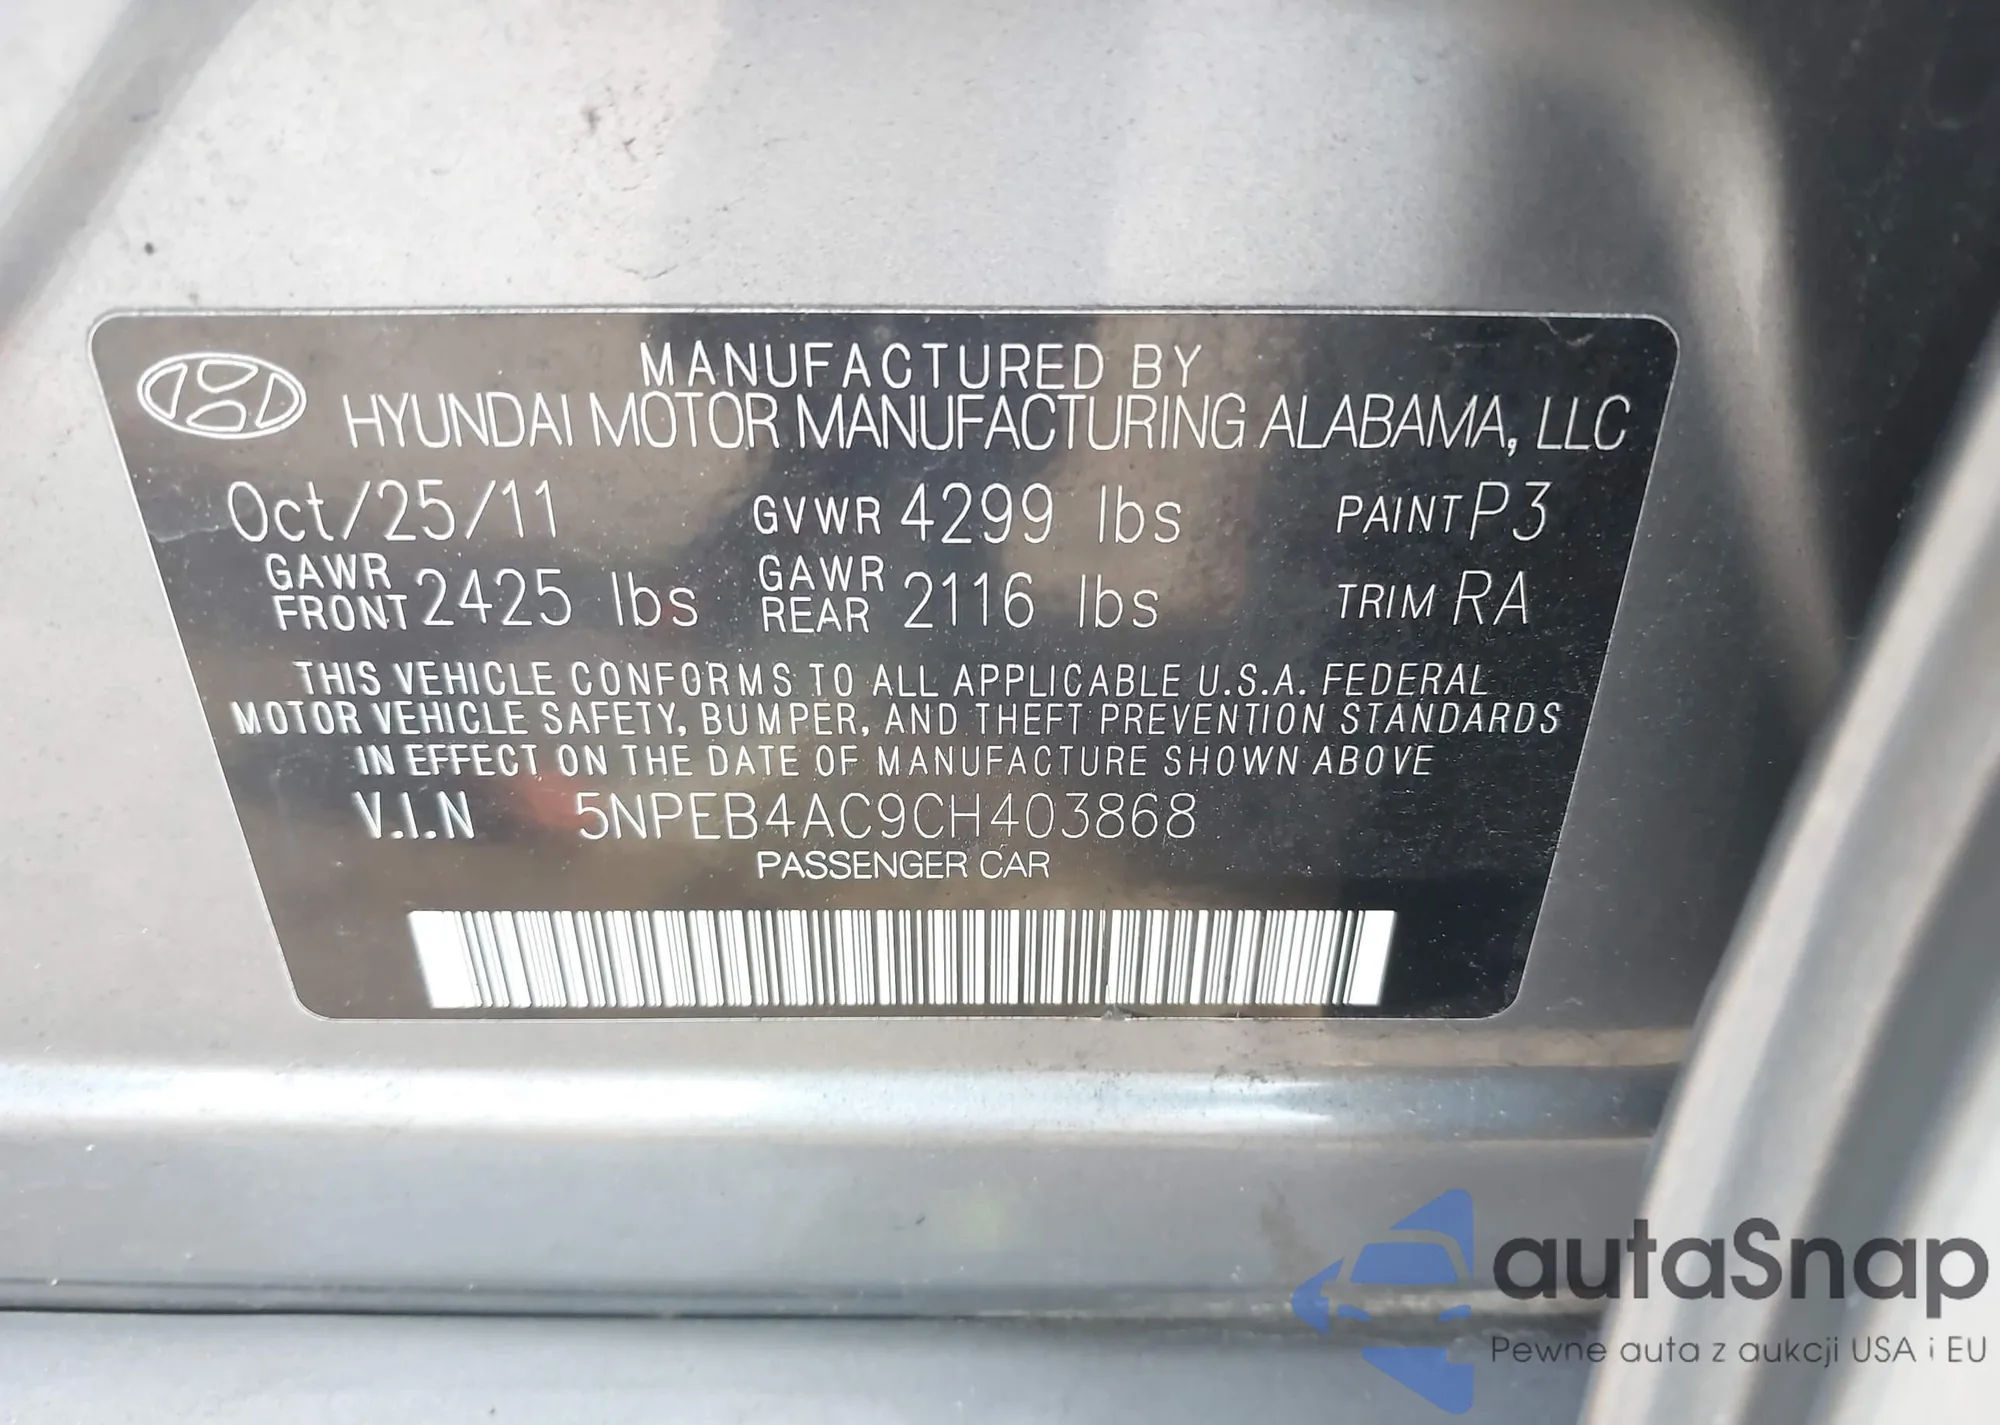 MANUFACTURED BY
HYUNDAI MOTOR MANUFACTURING ALABAMA, LLC
Oct/25/11 GVWR 4299 lbs PAINT P3
GAWR FRONT 2425 lbs GAWR REAR 2116 lbs TRIM RA
THIS VEHICLE CONFORMS TO ALL APPLICABLE U.S.A. FEDERAL
MOTOR VEHICLE SAFETY, BUMPER, AND THEFT PREVENTION STANDARDS
IN EFFECT ON THE DATE OF MANUFACTURE SHOWN ABOVE
V.I.N 5NPEB4AC9CH403868
PASSENGER CAR
autaSnap
Pewne auta z aukcji USA i EU